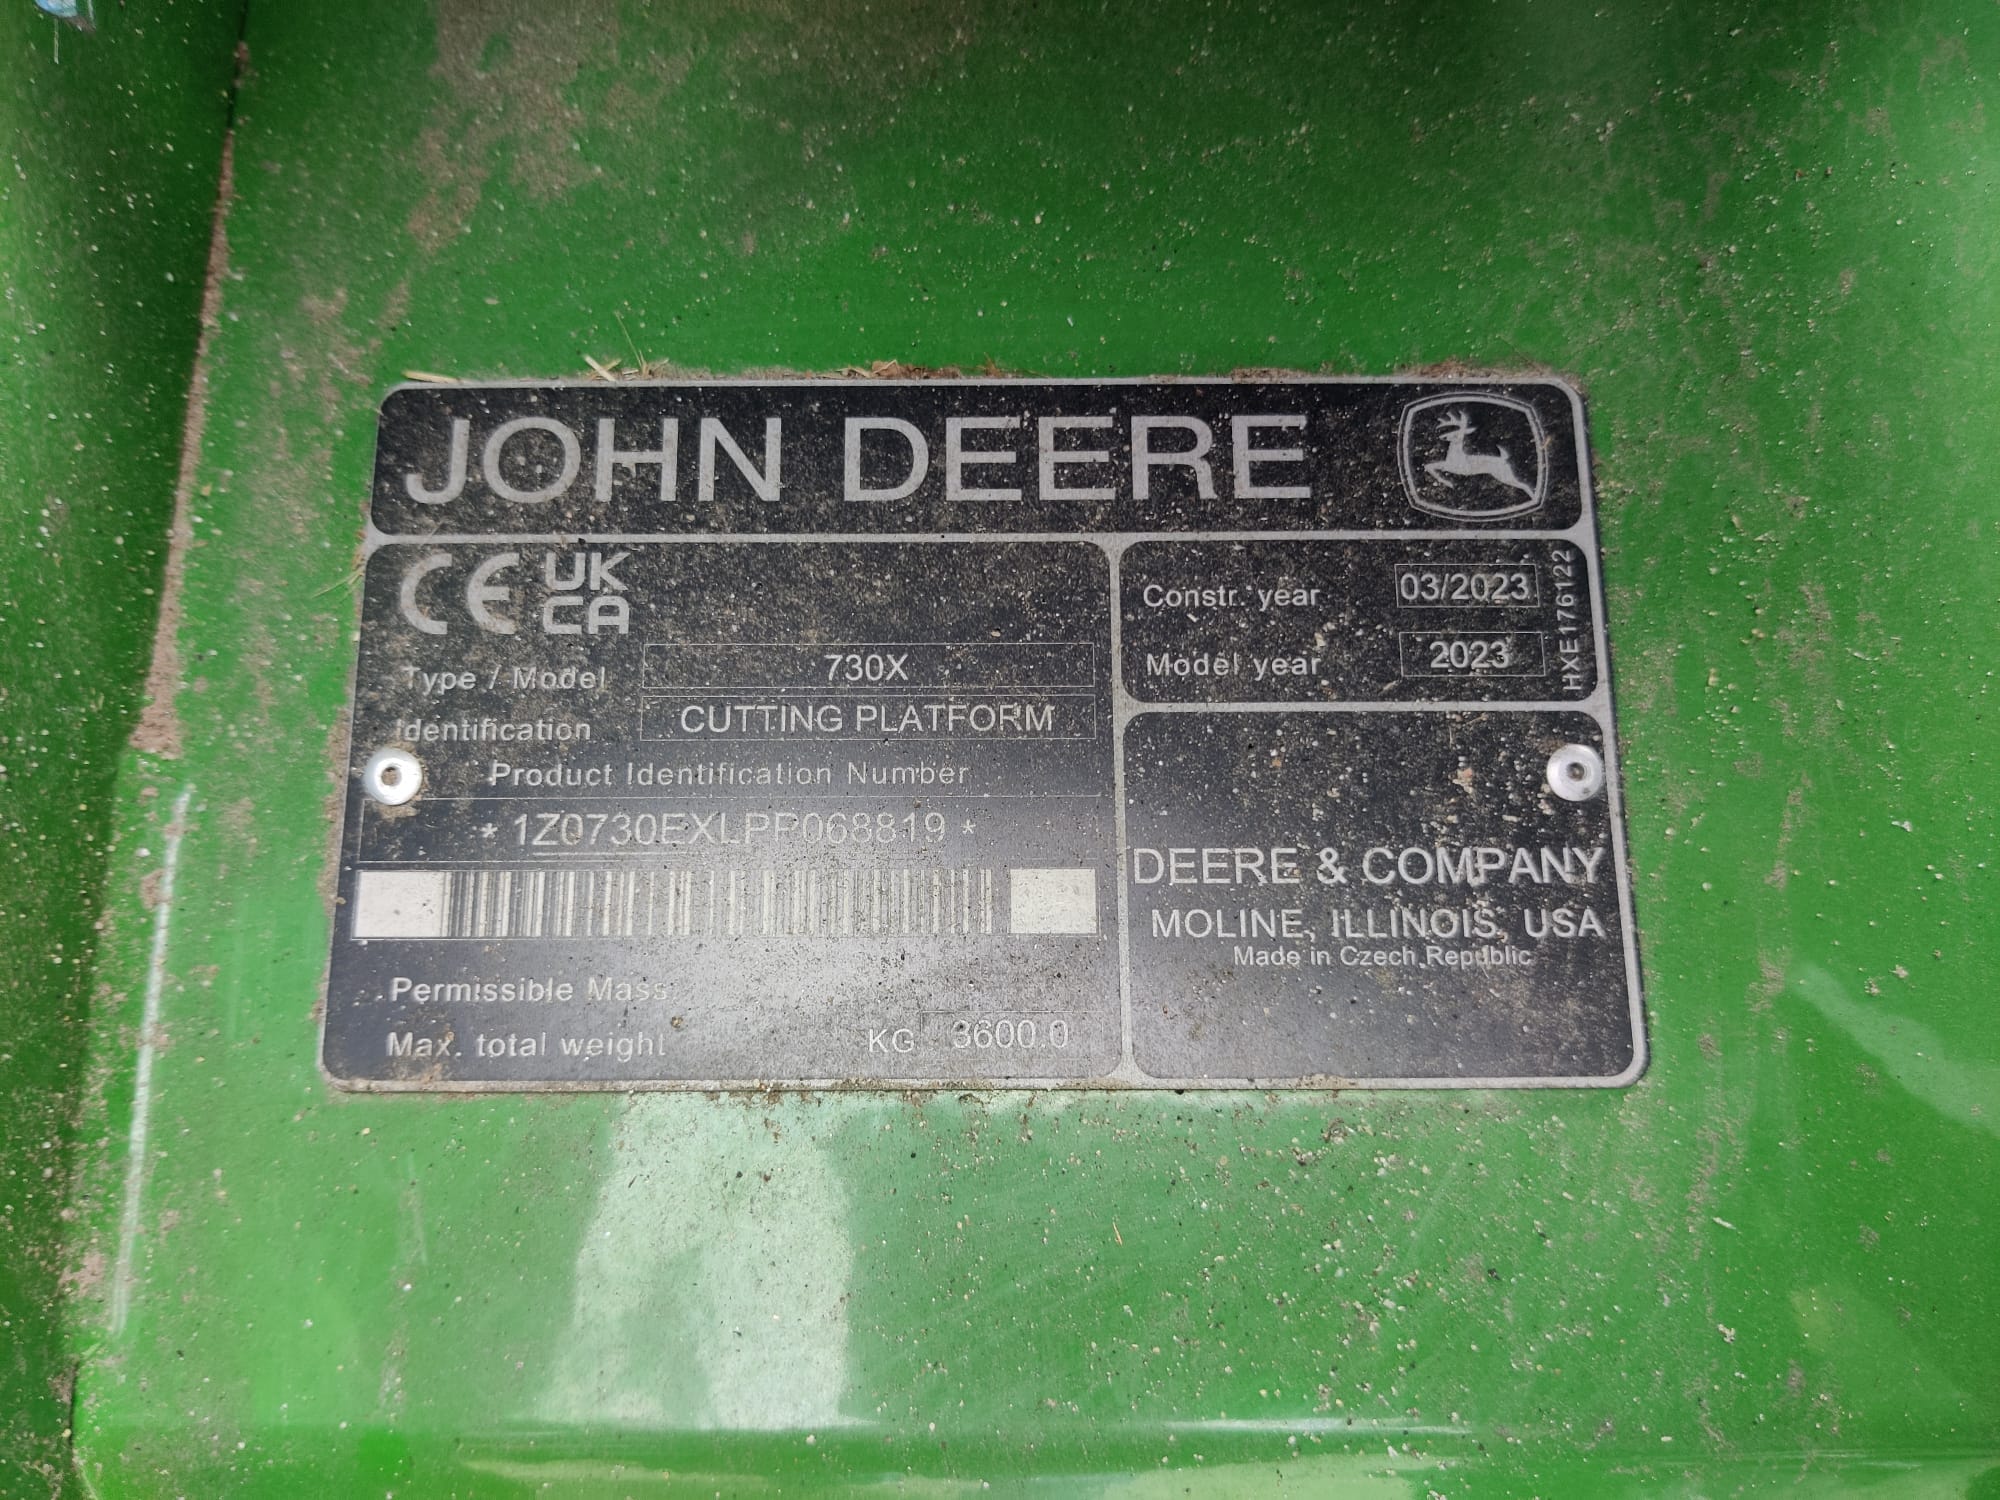 JOHN DEERE
CE UK
CA
Type / Model 730X
Identification CUTTING PLATFORM
Product Identification Number
* 1Z0730EXLPP068819 *
Permissible Mass
Max. total weight KG 3600.0
Constr. year 03/2023
Model year 2023
HXE176122
DEERE & COMPANY
MOLINE, ILLINOIS, USA
Made in Czech Republic